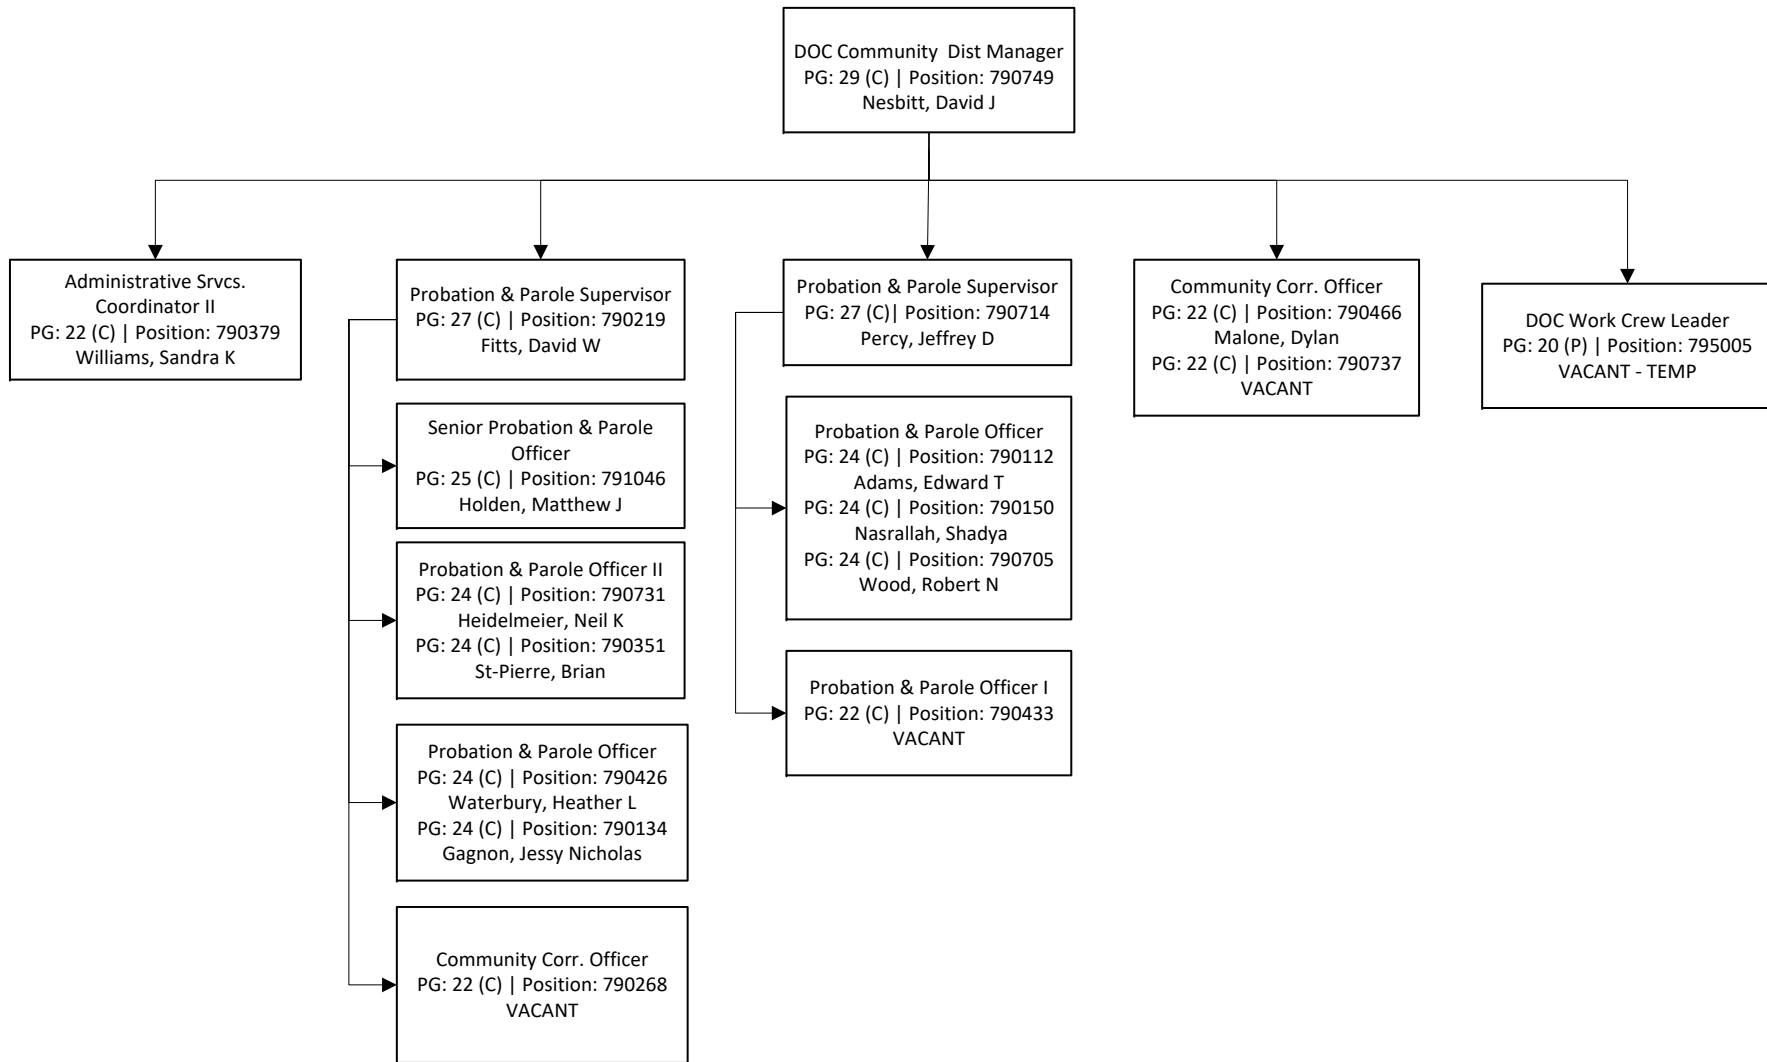 DOC Community  Dist Manager
PG: 29 (C) | Position: 790749
Nesbitt, David J
Administrative Srvcs.
Coordinator II
PG: 22 (C) | Position: 790379
Williams, Sandra K
Probation & Parole Supervisor
PG: 27 (C) | Position: 790219
Fitts, David W
Senior Probation & Parole
Officer
PG: 25 (C) | Position: 791046
Holden, Matthew J
Probation & Parole Officer II
PG: 24 (C) | Position: 790731
Heidelmeier, Neil K
PG: 24 (C) | Position: 790351
St-Pierre, Brian
Probation & Parole Officer
PG: 24 (C) | Position: 790426
Waterbury, Heather L
PG: 24 (C) | Position: 790134
Gagnon, Jessy Nicholas
Community Corr. Officer
PG: 22 (C) | Position: 790268
VACANT
Probation & Parole Supervisor
PG: 27 (C)| Position: 790714
Percy, Jeffrey D
Probation & Parole Officer
PG: 24 (C) | Position: 790112
Adams, Edward T
PG: 24 (C) | Position: 790150
Nasrallah, Shadya
PG: 24 (C) | Position: 790705
Wood, Robert N
Probation & Parole Officer I
PG: 22 (C) | Position: 790433
VACANT
Community Corr. Officer
PG: 22 (C) | Position: 790466
Malone, Dylan
PG: 22 (C) | Position: 790737
VACANT
DOC Work Crew Leader
PG: 20 (P) | Position: 795005
VACANT - TEMP